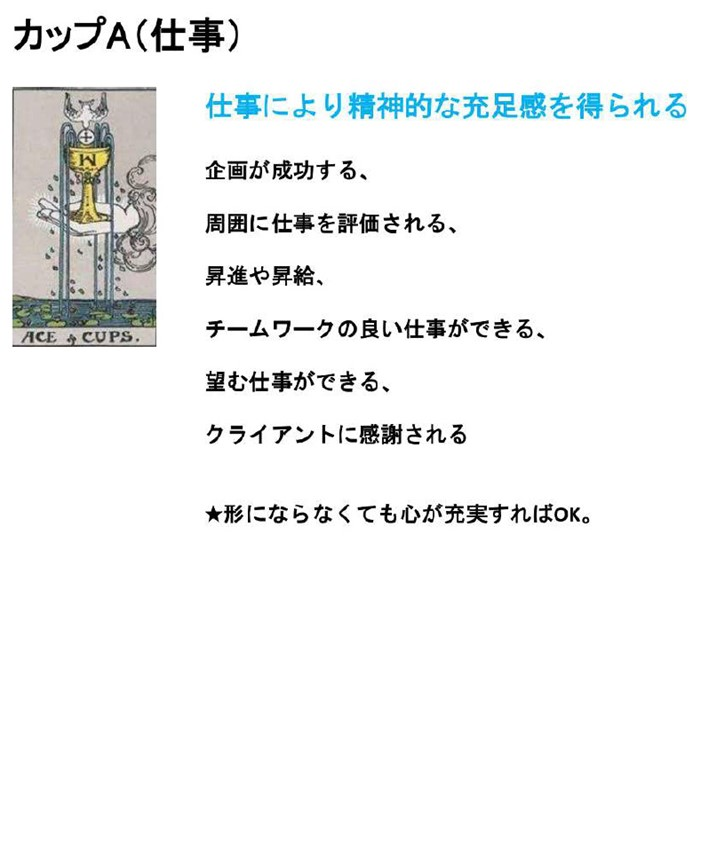 カップA（仕事）
仕事により精神的な充足感を得られる
企画が成功する、
周囲に仕事を評価される、
昇進や昇給、
チームワークの良い仕事ができる、
望む仕事ができる、
クライアントに感謝される
★形にならなくても心が充実すればOK。
ACE of CUPS.